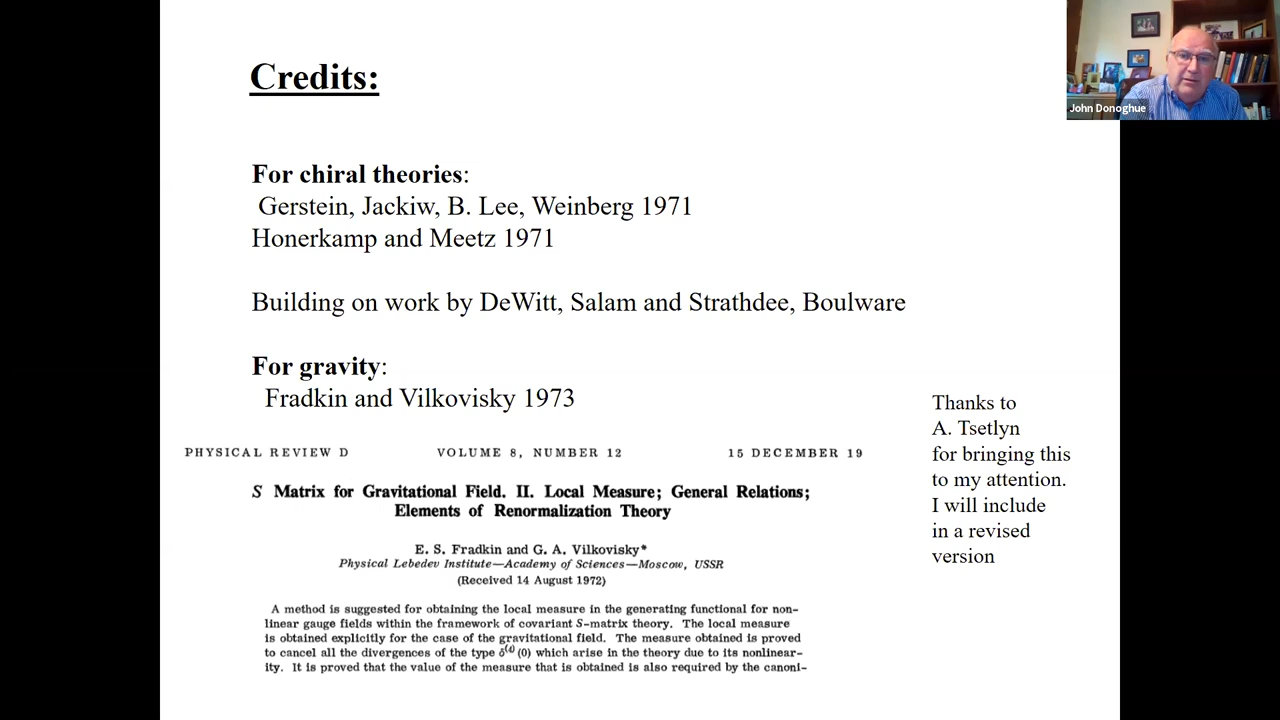 Credits:
John Donoghue
For chiral theories:
Gerstein, Jackiw, B. Lee, Weinberg 1971
Honerkamp and Meetz 1971
Building on work by DeWitt, Salam and Strathdee, Boulware
For gravity:
Fradkin and Vilkovisky 1973
PHYSICAL REVIEW D VOLUME 8, NUMBER 12 15 DECEMBER 19
S Matrix for Gravitational Field. II. Local Measure; General Relations;
Elements of Renormalization Theory
E. S. Fradkin and G. A. Vilkovisky*
Physical Lebedev Institute—Academy of Sciences—Moscow, USSR
(Received 14 August 1972)
A method is suggested for obtaining the local measure in the generating functional for non-
linear gauge fields within the framework of covariant S-matrix theory. The local measure
is obtained explicitly for the case of the gravitational field. The measure obtained is proved
to cancel all the divergences of the type δ⁽⁴⁾(0) which arise in the theory due to its nonlinear-
ity. It is proved that the value of the measure that is obtained is also required by the canoni-
Thanks to
A. Tsetlyn
for bringing this
to my attention.
I will include
in a revised
version